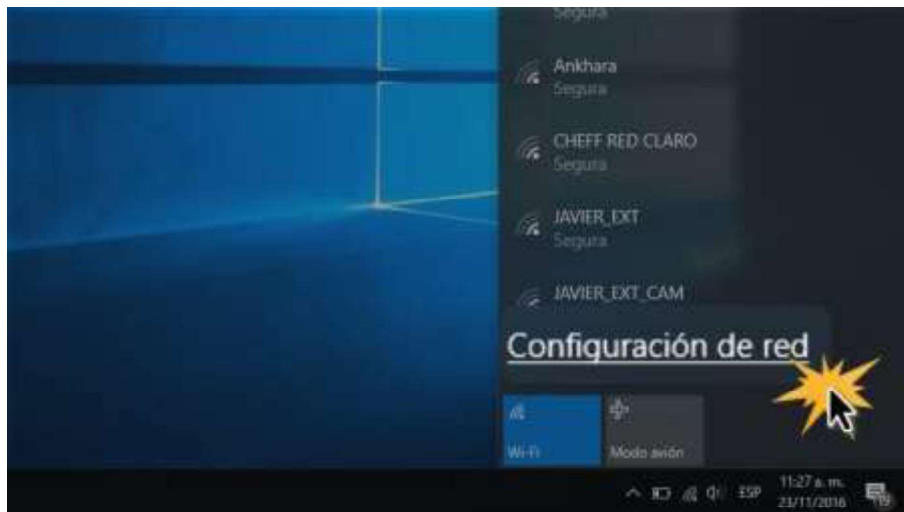 Segura
Ankhara
Segura
CHEFF RED CLARO
Segura
JAVIER_EXT
Segura
JAVIER_EXT_CAM
Configuración de red
Wi-Fi
Modo avión
ESP
11:27 a. m.
23/11/2016
19